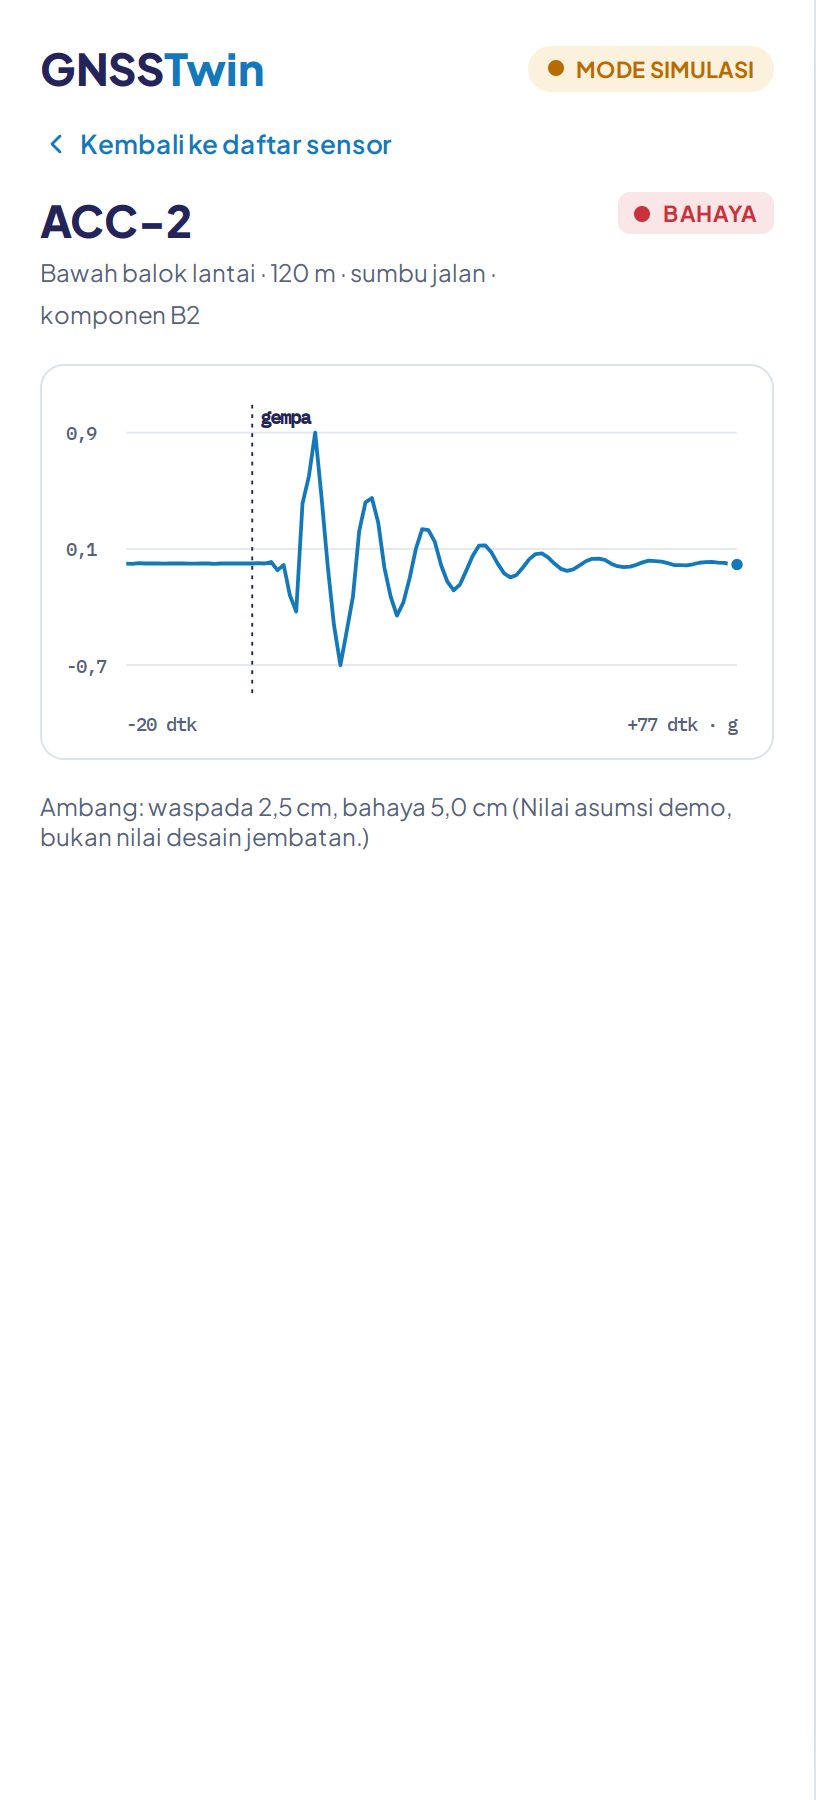 GNSSTwin
MODE SIMULASI
Kembali ke daftar sensor
ACC-2
BAHAYA
Bawah balok lantai · 120 m · sumbu jalan ·
komponen B2
gempa
0,9
0,1
-0,7
-20 dtk
+77 dtk · g
Ambang: waspada 2,5 cm, bahaya 5,0 cm (Nilai asumsi demo,
bukan nilai desain jembatan.)